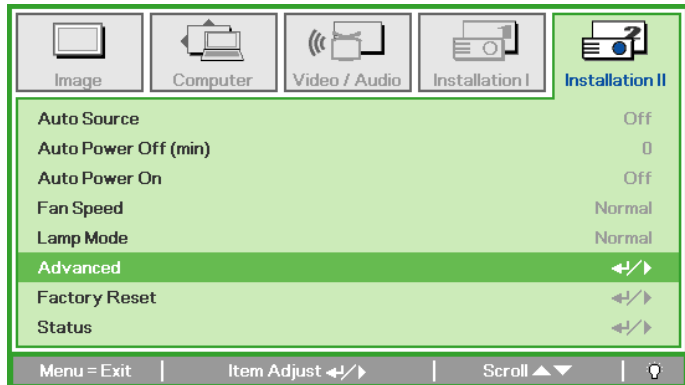 Image Computer Video / Audio Installation I Installation II
Auto Source Off
Auto Power Off (min) 0
Auto Power On Off
Fan Speed Normal
Lamp Mode Normal
Advanced
Factory Reset
Status
Menu = Exit Item Adjust Scroll